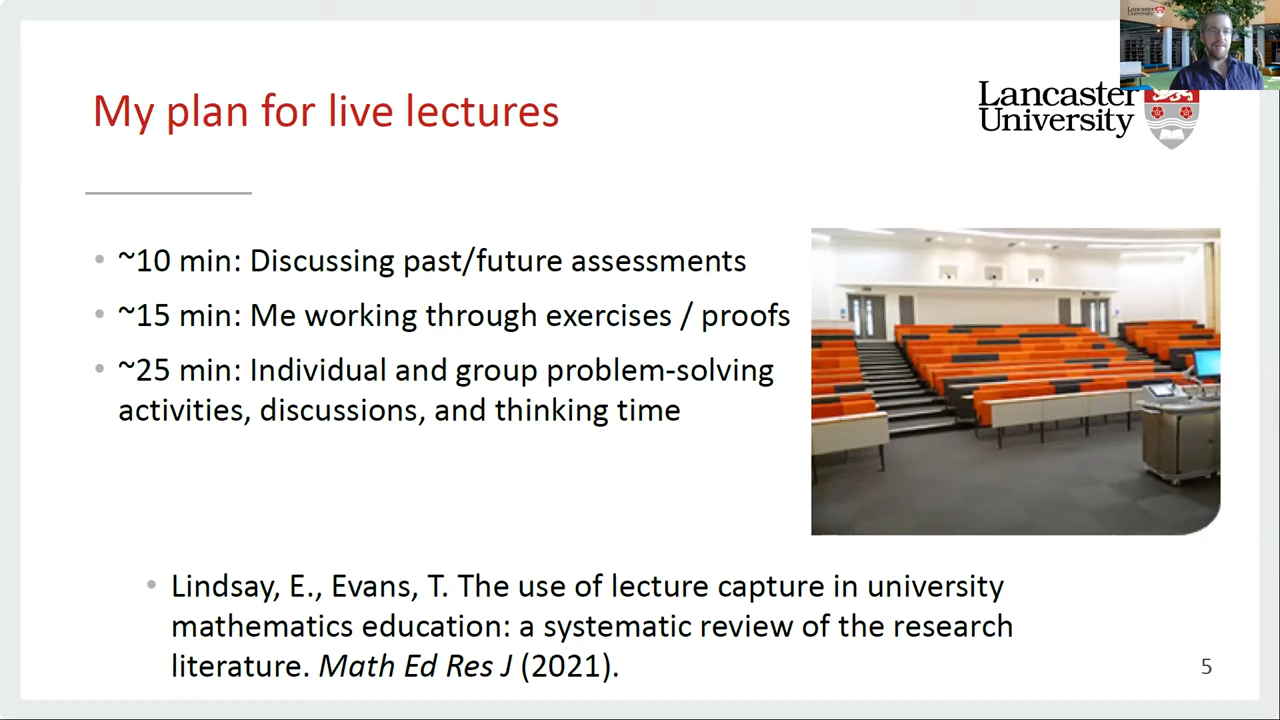 Lancaster
University
My plan for live lectures
Lancaster
University
• ~10 min: Discussing past/future assessments
• ~15 min: Me working through exercises / proofs
• ~25 min: Individual and group problem-solving
activities, discussions, and thinking time
• Lindsay, E., Evans, T. The use of lecture capture in university
mathematics education: a systematic review of the research
literature. Math Ed Res J (2021).
5